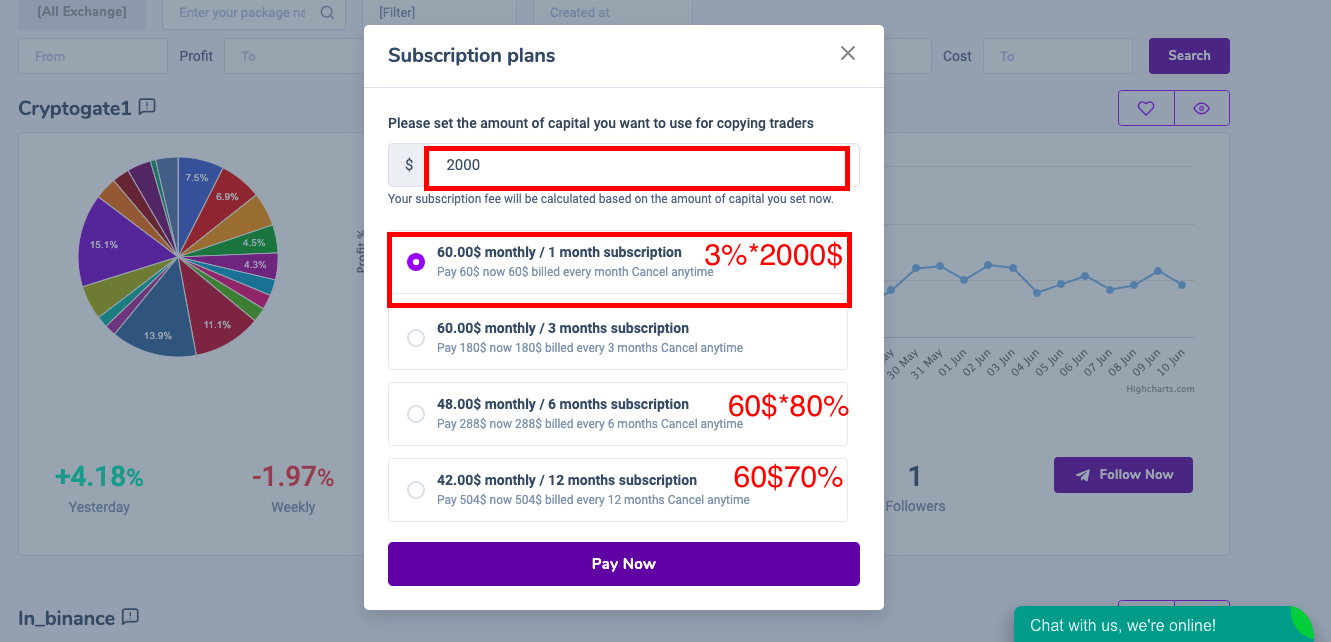 [All Exchange]
Enter your package na
[Filter]
Created at
From
Profit
To
Cost
To
Search
Cryptogate1
Subscription plans
Please set the amount of capital you want to use for copying traders
$ 2000
Your subscription fee will be calculated based on the amount of capital you set now.
60.00$ monthly / 1 month subscription
Pay 60$ now 60$ billed every month Cancel anytime
3%*2000$
60.00$ monthly / 3 months subscription
Pay 180$ now 180$ billed every 3 months Cancel anytime
48.00$ monthly / 6 months subscription
Pay 288$ now 288$ billed every 6 months Cancel anytime
60$*80%
42.00$ monthly / 12 months subscription
Pay 504$ now 504$ billed every 12 months Cancel anytime
60$70%
Pay Now
7.5%
6.9%
4.5%
4.3%
11.1%
13.9%
15.1%
Profit %
30 May
31 May
01 Jun
02 Jun
03 Jun
04 Jun
05 Jun
06 Jun
07 Jun
08 Jun
09 Jun
10 Jun
Highcharts.com
+4.18%
Yesterday
-1.97%
Weekly
1
Followers
Follow Now
In_binance
Chat with us, we're online!